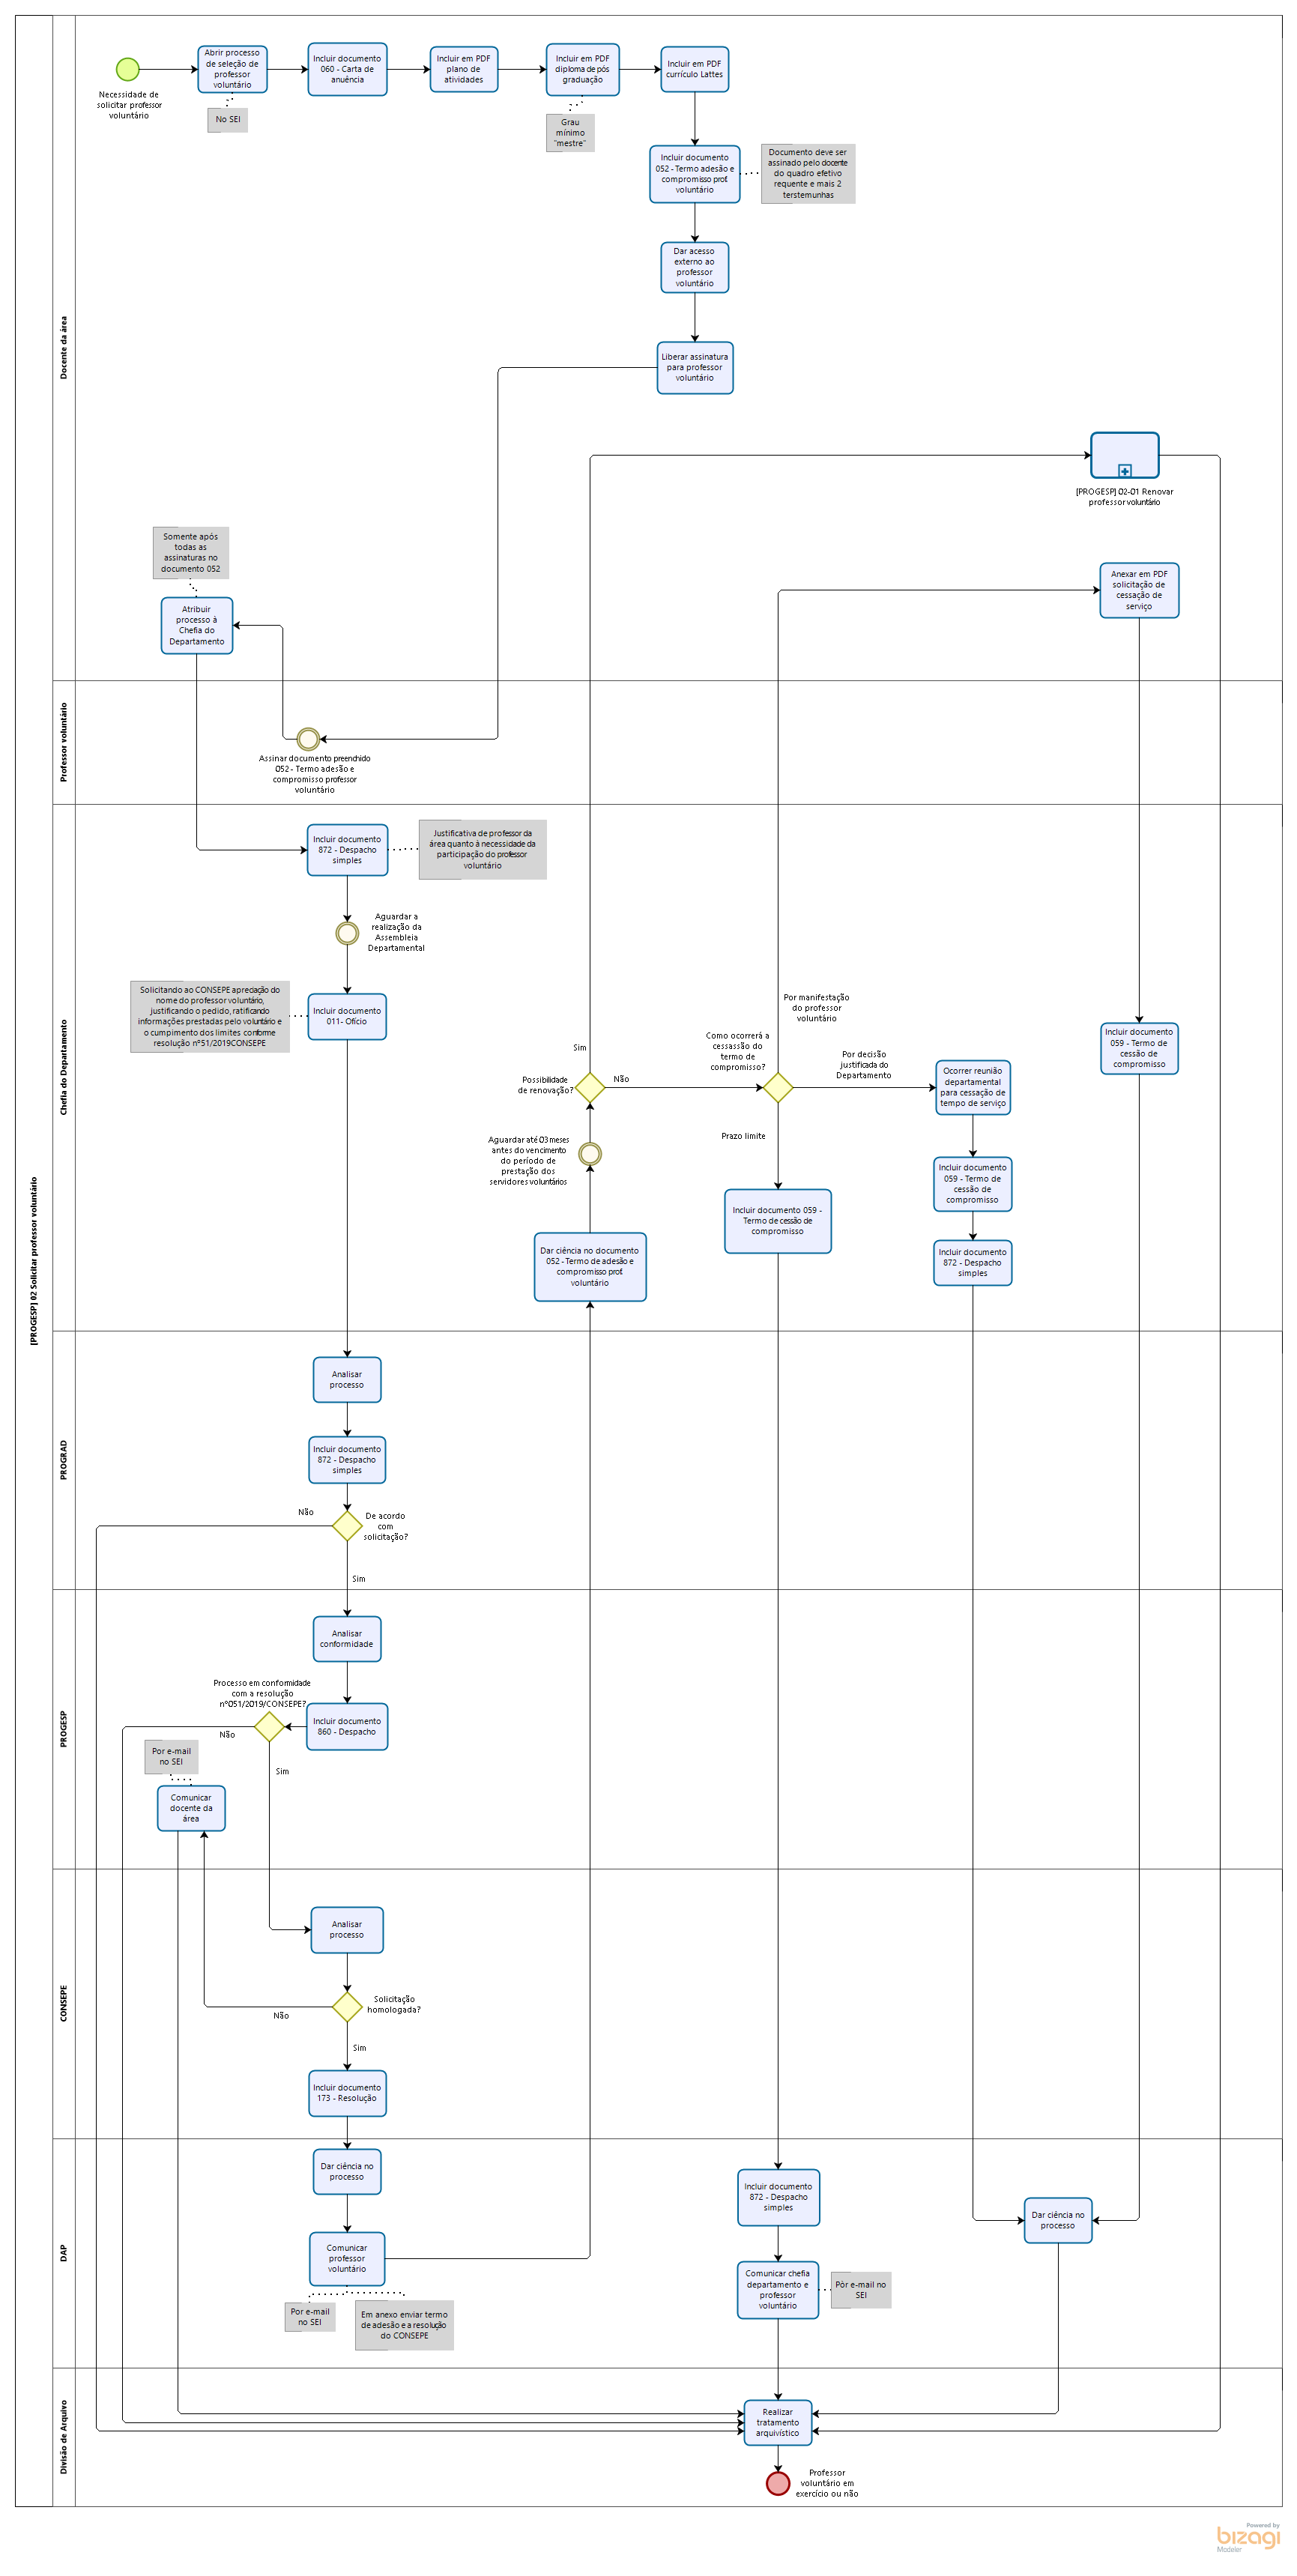 [PROGESP] 02 Solicitar professor voluntário
Docente da área
Necessidade de
solicitar professor
voluntário
Abrir processo
de seleção de
professor
voluntário
No SEI
Incluir documento
060 - Carta de
anuência
Incluir em PDF
plano de
atividades
Incluir em PDF
diploma de pós
graduação
Grau
mínimo
"mestre"
Incluir em PDF
currículo Lattes
Incluir documento
052 - Termo adesão e
compromisso prof.
voluntário
Documento deve ser
assinado pelo docente
do quadro efetivo
requente e mais 2
terstemunhas
Dar acesso
externo ao
professor
voluntário
Liberar assinatura
para professor
voluntário
[PROGESP] 02-01 Renovar
professor voluntário
Somente após
todas as
assinaturas no
documento 052
Atribuir
processo à
Chefia do
Departamento
Anexar em PDF
solicitação de
cessação de
serviço
Professor voluntário
Assinar documento preenchido
052 - Termo adesão e
compromisso professor
voluntário
Chefia do Departamento
Incluir documento
872 - Despacho
simples
Justificativa de professor da
área quanto à necessidade da
participação do professor
voluntário
Aguardar a
realização da
Assembleia
Departamental
Solicitando ao CONSEPE apreciação do
nome do professor voluntário,
justificando o pedido, ratificando
informações prestadas pelo voluntário e
o cumpimento dos limites conforme
resolução nº51/2019CONSEPE
Incluir documento
011- Ofício
Sim
Possibilidade
de renovação?
Não
Aguardar até 03 meses
antes do vencimento
do período de
prestação dos
servidores voluntários
Dar ciência no documento
052 - Termo de adesão e
compromisso prof.
voluntário
Como ocorrerá a
cessassão do
termo de
compromisso?
Por manifestação
do professor
voluntário
Por decisão
justificada do
Departamento
Prazo limite
Incluir documento 059 -
Termo de cessão de
compromisso
Ocorrer reunião
departamental
para cessação de
tempo de serviço
Incluir documento
059 - Termo de
cessão de
compromisso
Incluir documento
872 - Despacho
simples
Incluir documento
059 - Termo de
cessão de
compromisso
PROGRAD
Analisar
processo
Incluir documento
872 - Despacho
simples
Não
De acordo
com
solicitação?
Sim
PROGESP
Analisar
conformidade
Processo em conformidade
com a resolução
nº051/2019/CONSEPE?
Incluir documento
860 - Despacho
Não
Sim
Por e-mail
no SEI
Comunicar
docente da
área
CONSEPE
Analisar
processo
Solicitação
homologada?
Não
Sim
Incluir documento
173 - Resolução
DAP
Dar ciência no
processo
Comunicar
professor
voluntário
Por e-mail
no SEI
Em anexo enviar termo
de adesão e a resolução
do CONSEPE
Incluir documento
872 - Despacho
simples
Comunicar chefia
departamento e
professor
voluntário
Pòr e-mail no
SEI
Dar ciência no
processo
Divisão de Arquivo
Realizar
tratamento
arquivístico
Professor
voluntário em
exercício ou não
Powered by
bizagi
Modeler